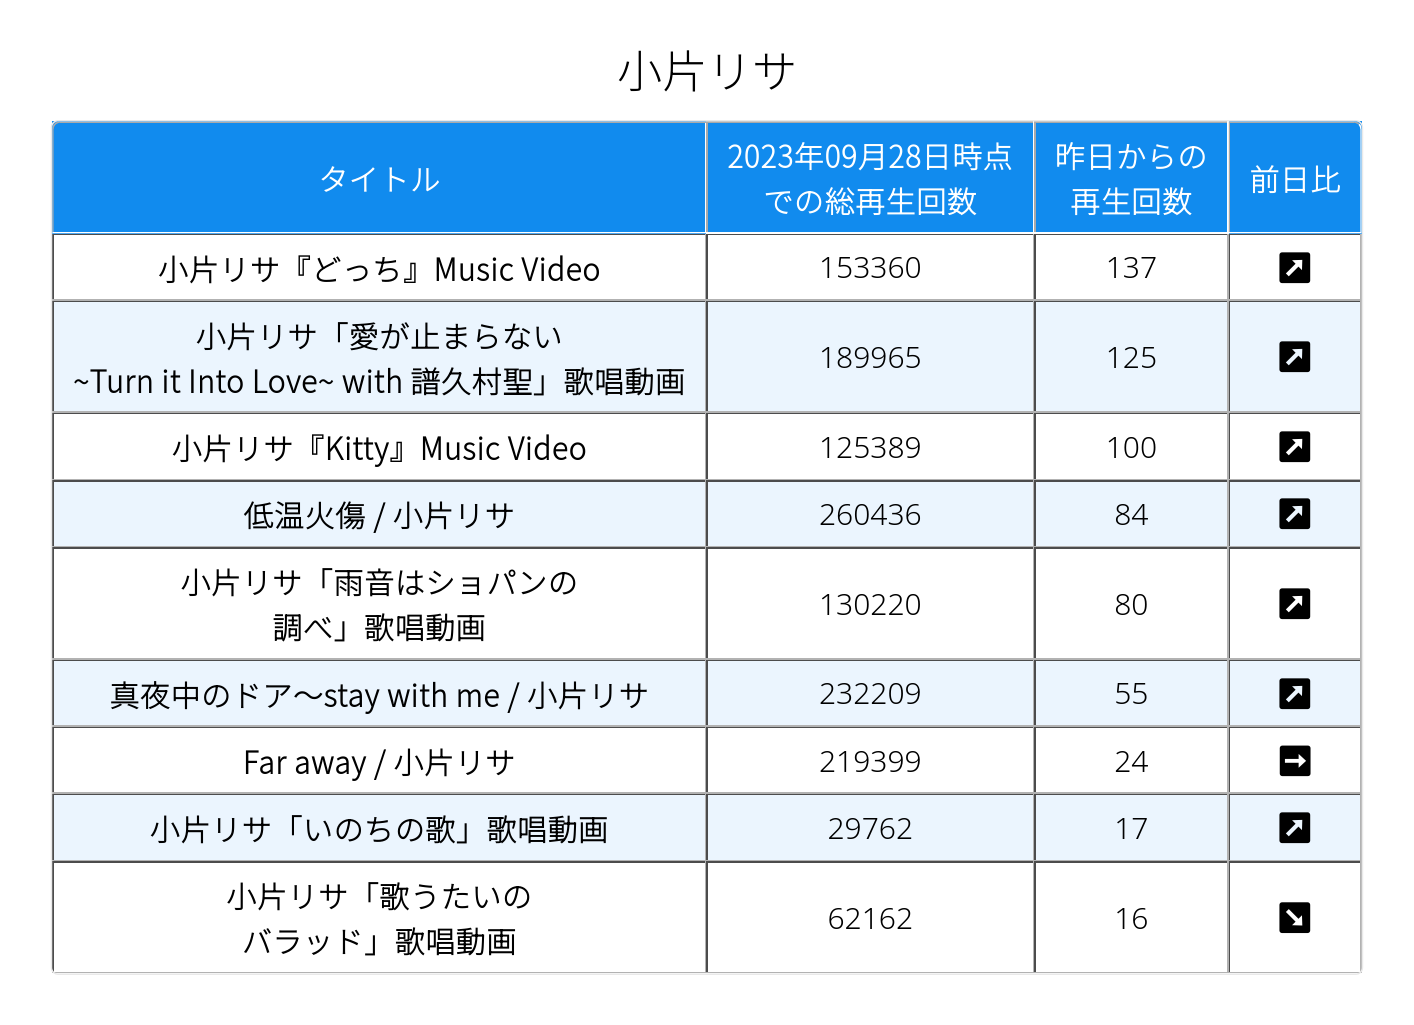 小片リサ
タイトル
2023年09月28日時点
での総再生回数
昨日からの
再生回数
前日比
小片リサ『どっち』Music Video
153360
137
小片リサ「愛が止まらない
~Turn it Into Love~ with 譜久村聖」歌唱動画
189965
125
小片リサ『Kitty』Music Video
125389
100
低温火傷 / 小片リサ
260436
84
小片リサ「雨音はショパンの
調べ」歌唱動画
130220
80
真夜中のドア〜stay with me / 小片リサ
232209
55
Far away / 小片リサ
219399
24
小片リサ「いのちの歌」歌唱動画
29762
17
小片リサ「歌うたいの
バラッド」歌唱動画
62162
16